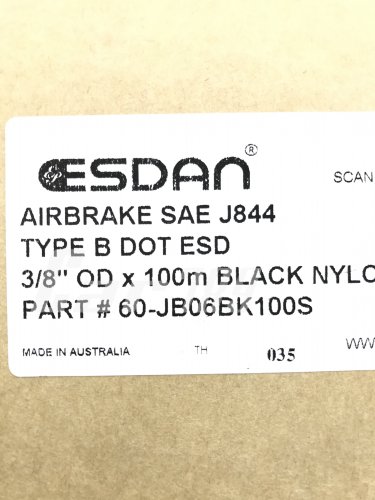 ESDAN®
SCAN
AIRBRAKE SAE J844
TYPE B DOT ESD
3/8" OD x 100m BLACK NYLO
PART # 60-JB06BK100S
MADE IN AUSTRALIA TH 035 WW